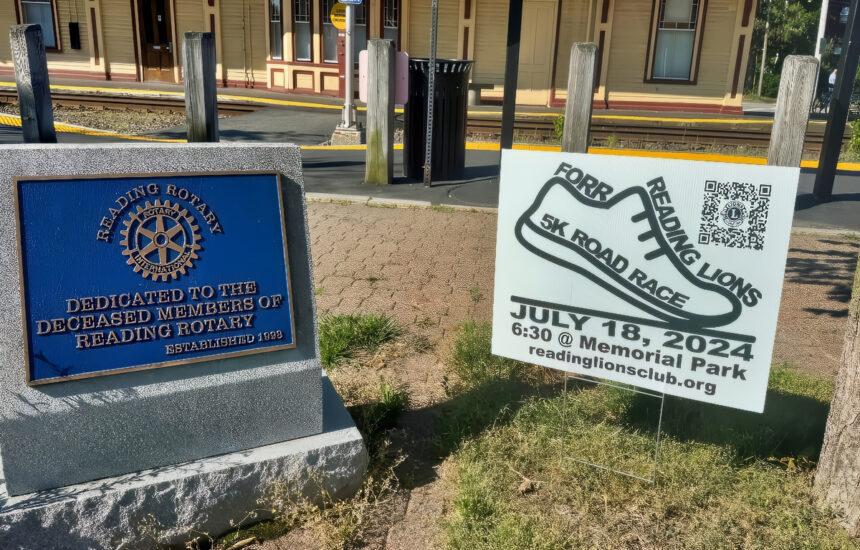 READING ROTARY
ROTARY
INTERNATIONAL
DEDICATED TO THE
DECEASED MEMBERS OF
READING ROTARY
ESTABLISHED 1998
FORR
READING LIONS
5K ROAD RACE
JULY 18, 2024
6:30 @ Memorial Park
readinglionsclub.org